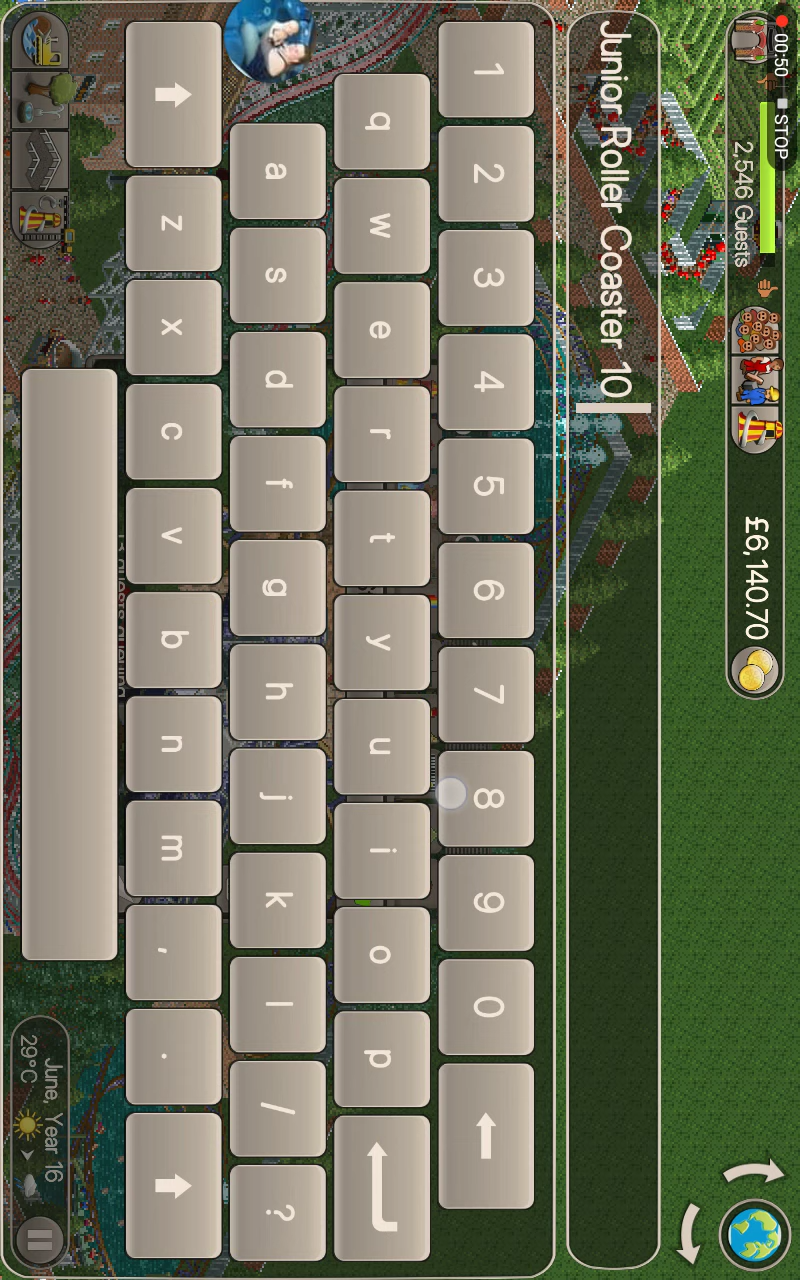 00:50 STOP
2,546 Guests
£6,140.70
Junior Roller Coaster 10
1 2 3 4 5 6 7 8 9 0
q w e r t y u i o p
a s d f g h j k l / ?
z x c v b n m , .
June, Year 16
29°C